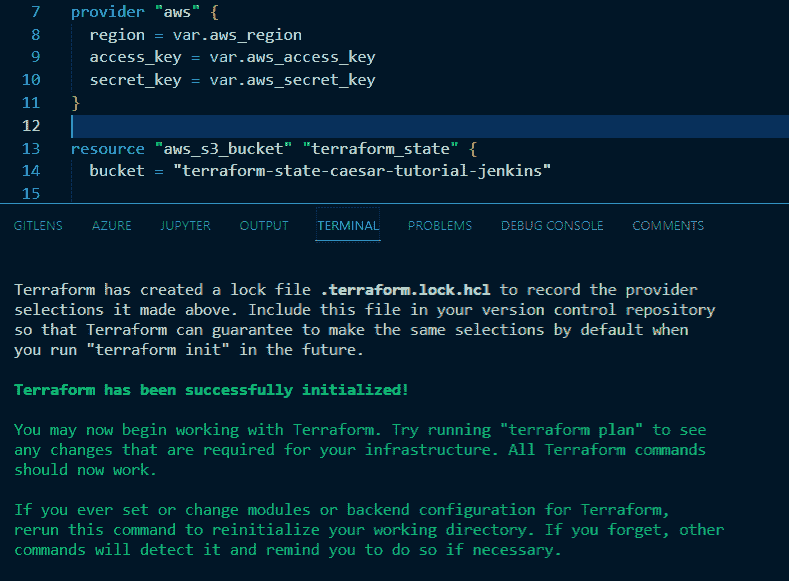 7 provider "aws" {
8 region = var.aws_region
9 access_key = var.aws_access_key
10 secret_key = var.aws_secret_key
11 }
12
13 resource "aws_s3_bucket" "terraform_state" {
14 bucket = "terraform-state-caesar-tutorial-jenkins"
15
GITLENS AZURE JUPYTER OUTPUT TERMINAL PROBLEMS DEBUG CONSOLE COMMENTS
Terraform has created a lock file .terraform.lock.hcl to record the provider
selections it made above. Include this file in your version control repository
so that Terraform can guarantee to make the same selections by default when
you run "terraform init" in the future.
Terraform has been successfully initialized!
You may now begin working with Terraform. Try running "terraform plan" to see
any changes that are required for your infrastructure. All Terraform commands
should now work.
If you ever set or change modules or backend configuration for Terraform,
rerun this command to reinitialize your working directory. If you forget, other
commands will detect it and remind you to do so if necessary.